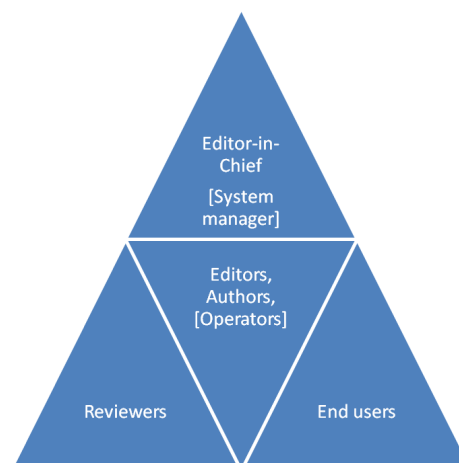 Editor-in-
Chief
[System
manager]
Editors,
Authors,
[Operators]
Reviewers
End users